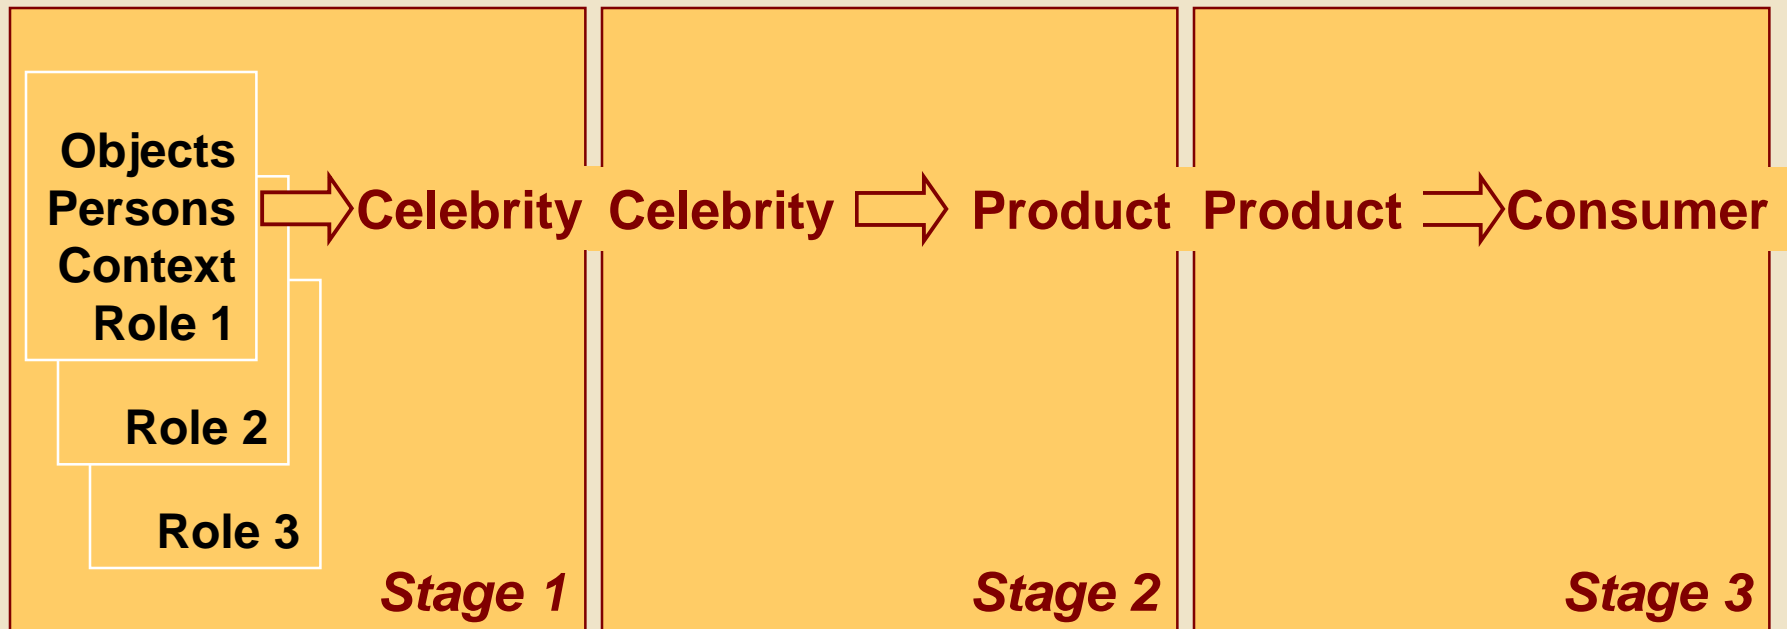 Objects
Persons
Context
Role 1
Role 2
Role 3
Celebrity
Stage 1
Celebrity
Product
Stage 2
Product
Consumer
Stage 3